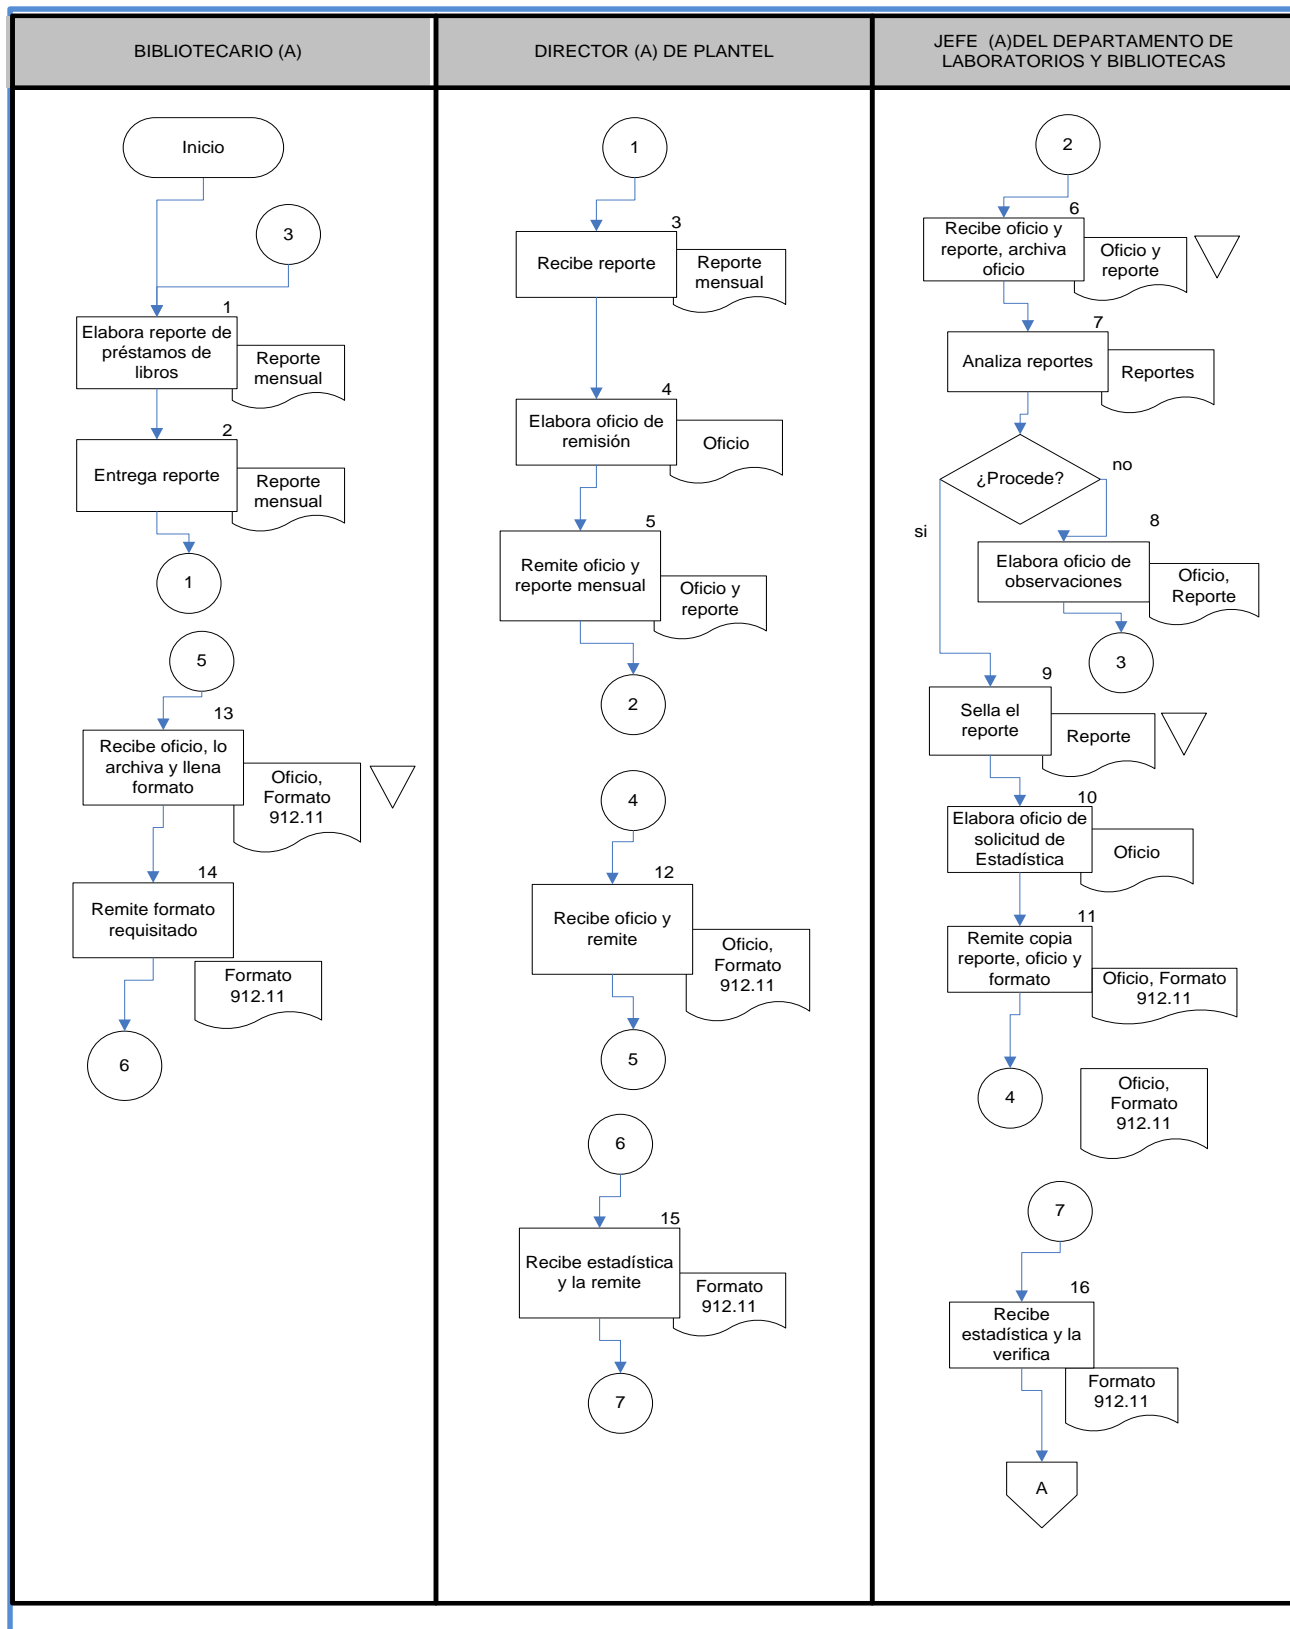 BIBLIOTECARIO (A)
DIRECTOR (A) DE PLANTEL
JEFE (A)DEL DEPARTAMENTO DE
LABORATORIOS Y BIBLIOTECAS
Inicio
3
1
Elabora reporte de
préstamos de
libros
Reporte
mensual
2
Entrega reporte
Reporte
mensual
1
5
13
Recibe oficio, lo
archiva y llena
formato
Oficio,
Formato
912.11
14
Remite formato
requisitado
Formato
912.11
6
1
3
Recibe reporte
Reporte
mensual
4
Elabora oficio de
remisión
Oficio
5
Remite oficio y
reporte mensual
Oficio y
reporte
2
4
12
Recibe oficio y
remite
Oficio,
Formato
912.11
5
6
15
Recibe estadística
y la remite
Formato
912.11
7
2
6
Recibe oficio y
reporte, archiva
oficio
Oficio y
reporte
7
Analiza reportes
Reportes
¿Procede?
no
si
8
Elabora oficio de
observaciones
Oficio,
Reporte
3
9
Sella el
reporte
Reporte
10
Elabora oficio de
solicitud de
Estadística
Oficio
11
Remite copia
reporte, oficio y
formato
Oficio, Formato
912.11
4
Oficio,
Formato
912.11
7
16
Recibe
estadística y la
verifica
Formato
912.11
A